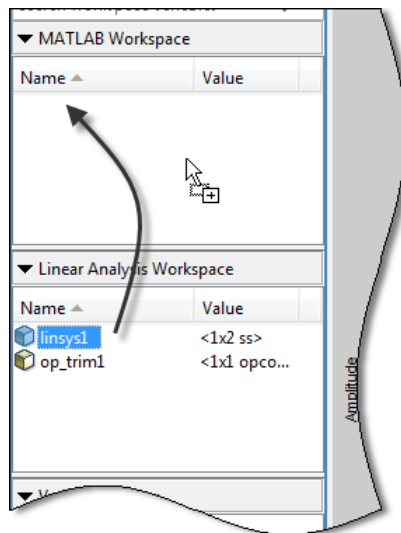 MATLAB Workspace
Name Value
Linear Analysis Workspace
Name Value
linsys1 <1x2 ss>
op_trim1 <1x1 opco...
Amplitude